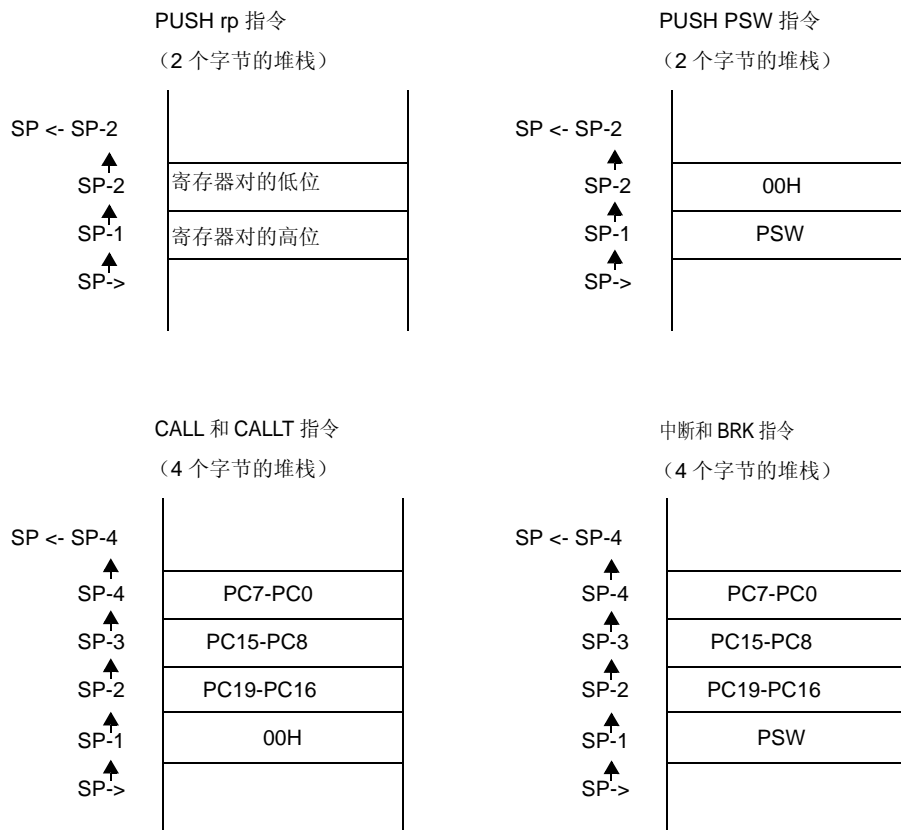 PUSH rp 指令
（2 个字节的堆栈）
SP <- SP-2
SP-2
寄存器对的低位
SP-1
寄存器对的高位
SP->
PUSH PSW 指令
（2 个字节的堆栈）
SP <- SP-2
SP-2
00H
SP-1
PSW
SP->
CALL 和 CALLT 指令
（4 个字节的堆栈）
SP <- SP-4
SP-4
PC7-PC0
SP-3
PC15-PC8
SP-2
PC19-PC16
SP-1
00H
SP->
中断和 BRK 指令
（4 个字节的堆栈）
SP <- SP-4
SP-4
PC7-PC0
SP-3
PC15-PC8
SP-2
PC19-PC16
SP-1
PSW
SP->